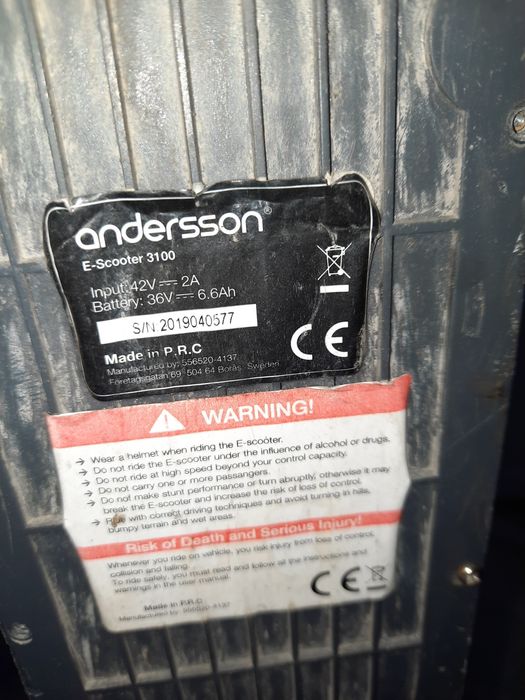 andersson®
E-Scooter 3100
Input: 42V ⎓ 2A
Battery: 36V ⎓ 6.6Ah
S/N:2019040577
CE
Made in P.R.C
Manufactured by: 556520-4137
Företagsgatan 69 504 64 Borås Sweden
WARNING!
→ Wear a helmet when riding the E-scooter.
→ Do not ride the E-scooter under the influence of alcohol or drugs.
→ Do not ride at high speed beyond your control capacity.
→ Do not carry one or more passengers.
→ Do not make stunt performance or turn abruptly, otherwise it may
break the E-scooter and increase the risk of loss of control.
→ Ride with correct driving techniques and avoid turning in hills,
bumpy terrain and wet areas.
Risk of Death and Serious Injury!
Whenever you ride on vehicle, you risk injury from loss of control,
collision and falling.
To ride safely, you must read and follow all the instructions and
warnings in the user manual.
CE
Made in P.R.C
Manufactured by: 556520-4137